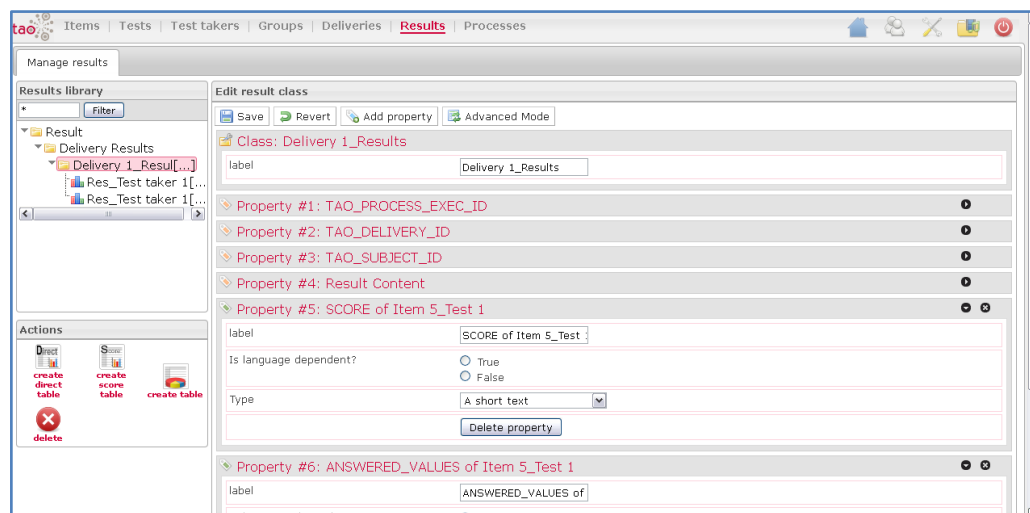 tao Items | Tests | Test takers | Groups | Deliveries | Results | Processes
Manage results
Results library
* Filter
Result
Delivery Results
Delivery 1_Resul[...]
Res_Test taker 1[...
Res_Test taker 1[...
Actions
Direct Score
create direct table
create score table
create table
delete
Edit result class
Save Revert Add property Advanced Mode
Class: Delivery 1_Results
label Delivery 1_Results
Property #1: TAO_PROCESS_EXEC_ID
Property #2: TAO_DELIVERY_ID
Property #3: TAO_SUBJECT_ID
Property #4: Result Content
Property #5: SCORE of Item 5_Test 1
label SCORE of Item 5_Test
Is language dependent? True
False
Type A short text
Delete property
Property #6: ANSWERED_VALUES of Item 5_Test 1
label ANSWERED_VALUES of